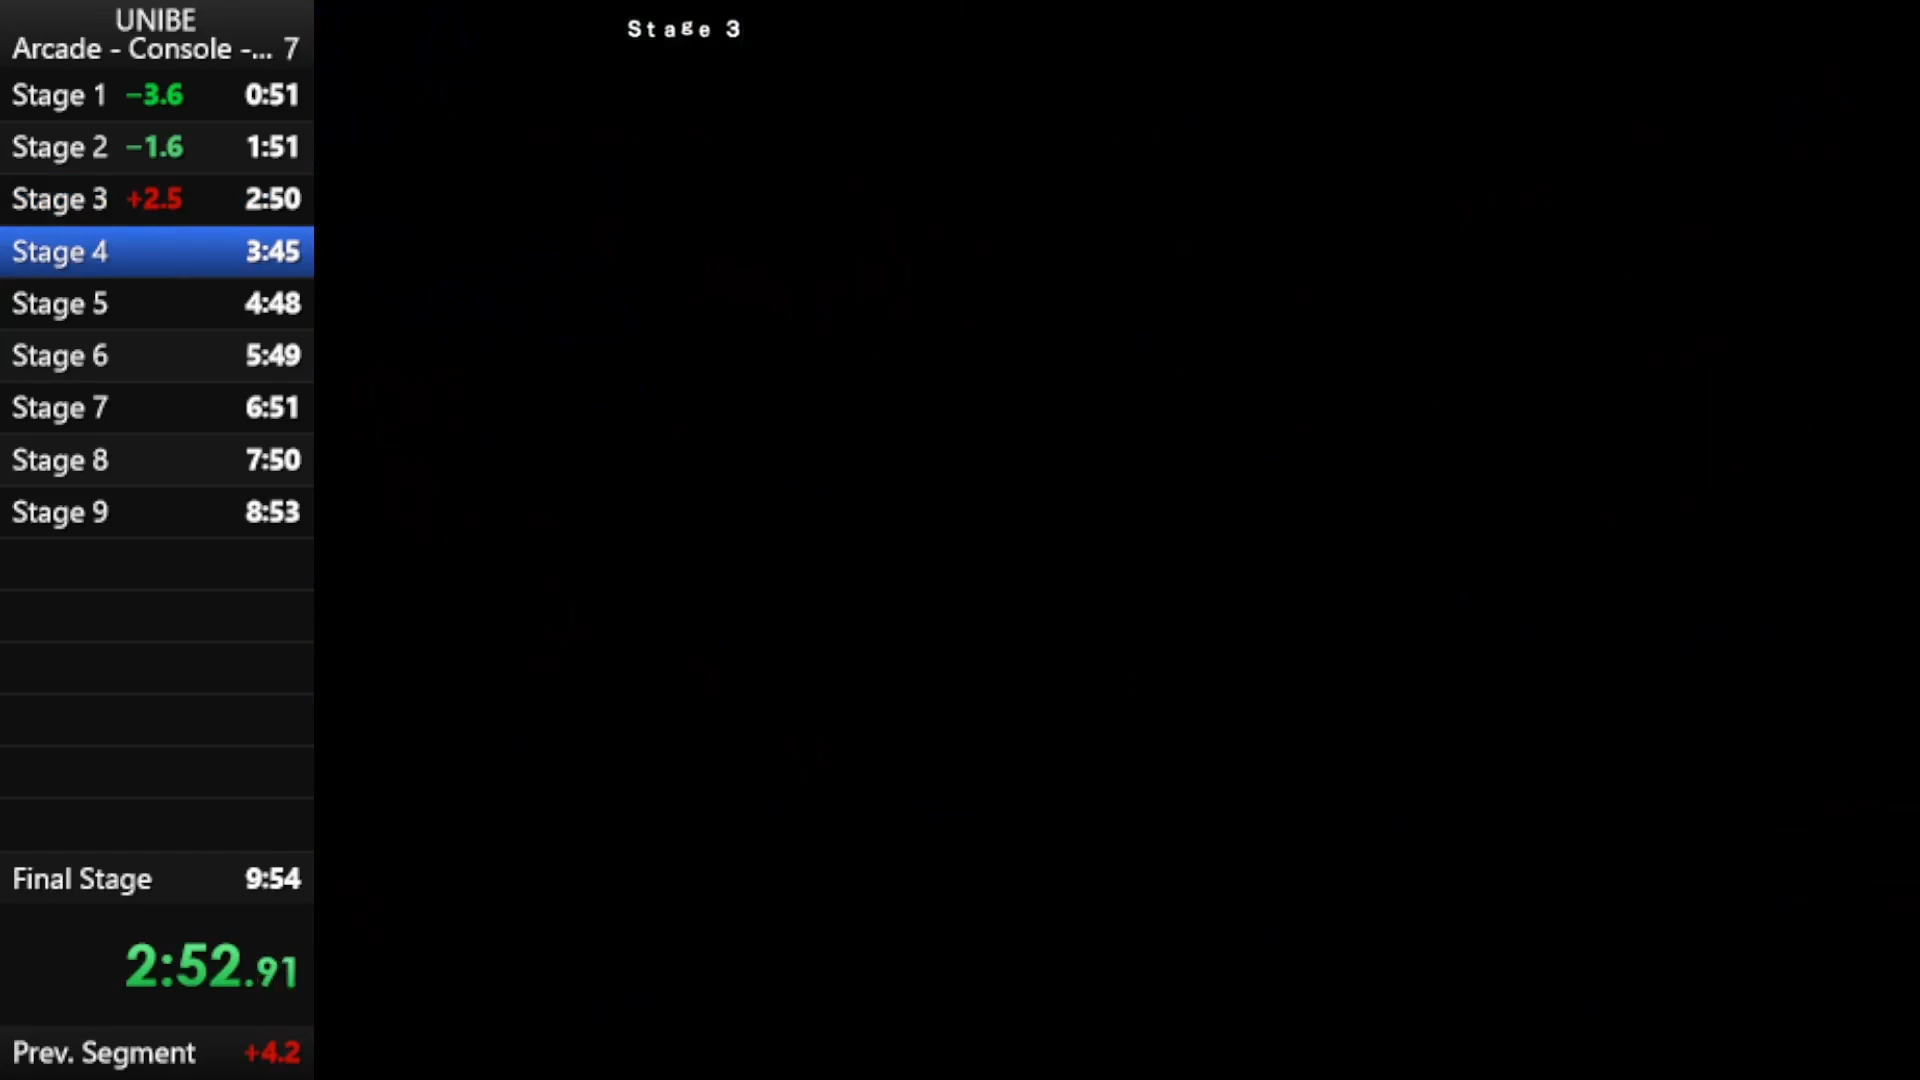 UNIBE
Arcade - Console -... 7
Stage 1 −3.6 0:51
Stage 2 −1.6 1:51
Stage 3 +2.5 2:50
Stage 4 3:45
Stage 5 4:48
Stage 6 5:49
Stage 7 6:51
Stage 8 7:50
Stage 9 8:53
Final Stage 9:54
2:52.91
Prev. Segment +4.2
Stage 3